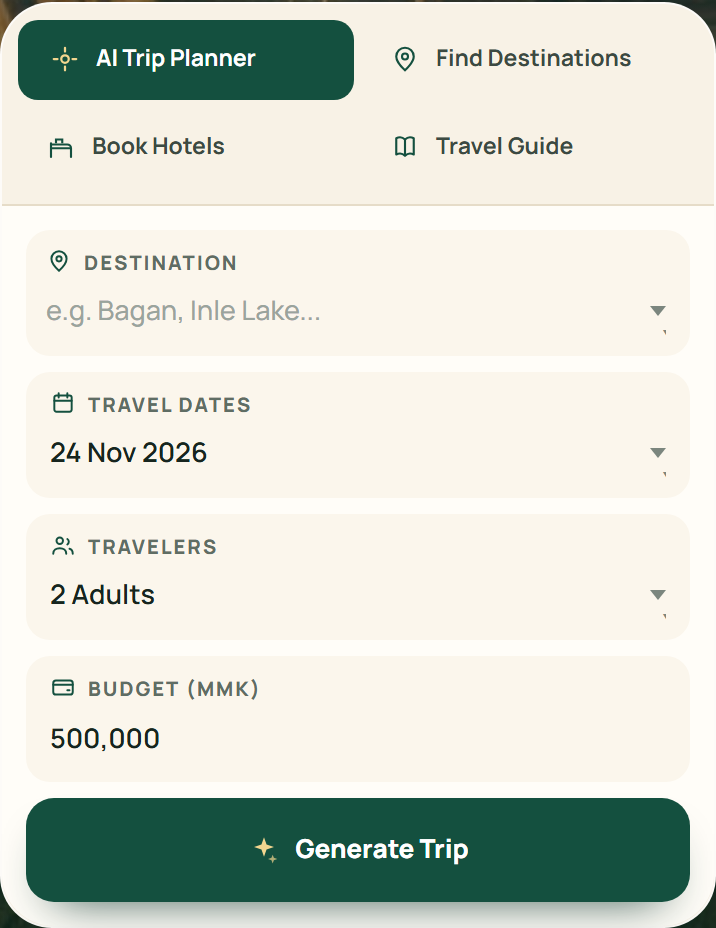 AI Trip Planner
Find Destinations
Book Hotels
Travel Guide
DESTINATION
e.g. Bagan, Inle Lake...
TRAVEL DATES
24 Nov 2026
TRAVELERS
2 Adults
BUDGET (MMK)
500,000
Generate Trip